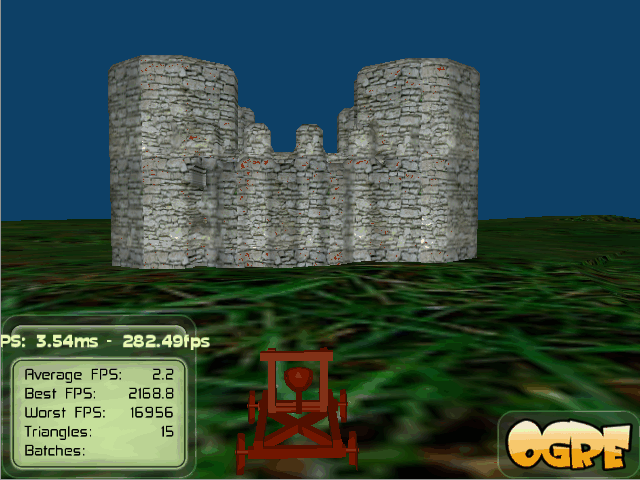 PS: 3.54ms - 282.49fps
Average FPS: 2.2
Best FPS: 2168.8
Worst FPS: 16956
Triangles: 15
Batches:
OGRE